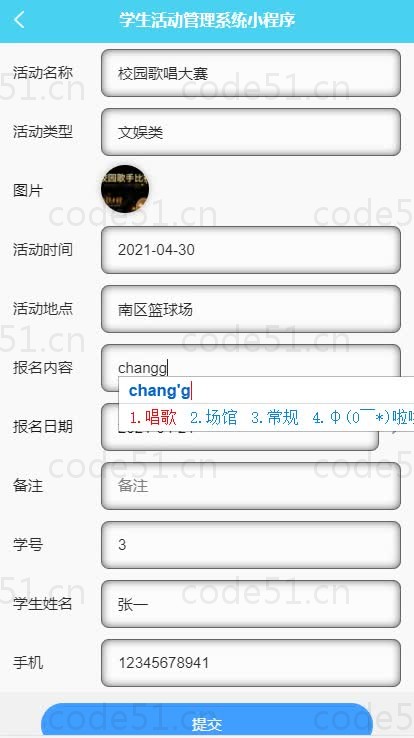 学生活动管理系统小程序
活动名称 校园歌唱大赛
code51.cn code51.cn
活动类型 文娱类
图片 校园歌手比
code51.cn code51.cn
活动时间 2021-04-30
活动地点 南区篮球场
code51.cn code51.cn
报名内容 changg
chang'g
1.唱歌 2.场馆 3.常规 4.Φ(0￣*)啦啦
报名日期
code51.cn code51.cn
备注 备注
学号 3
code51.cn code51.cn
学生姓名 张一
手机 12345678941
提交
code51.cn code51.cn